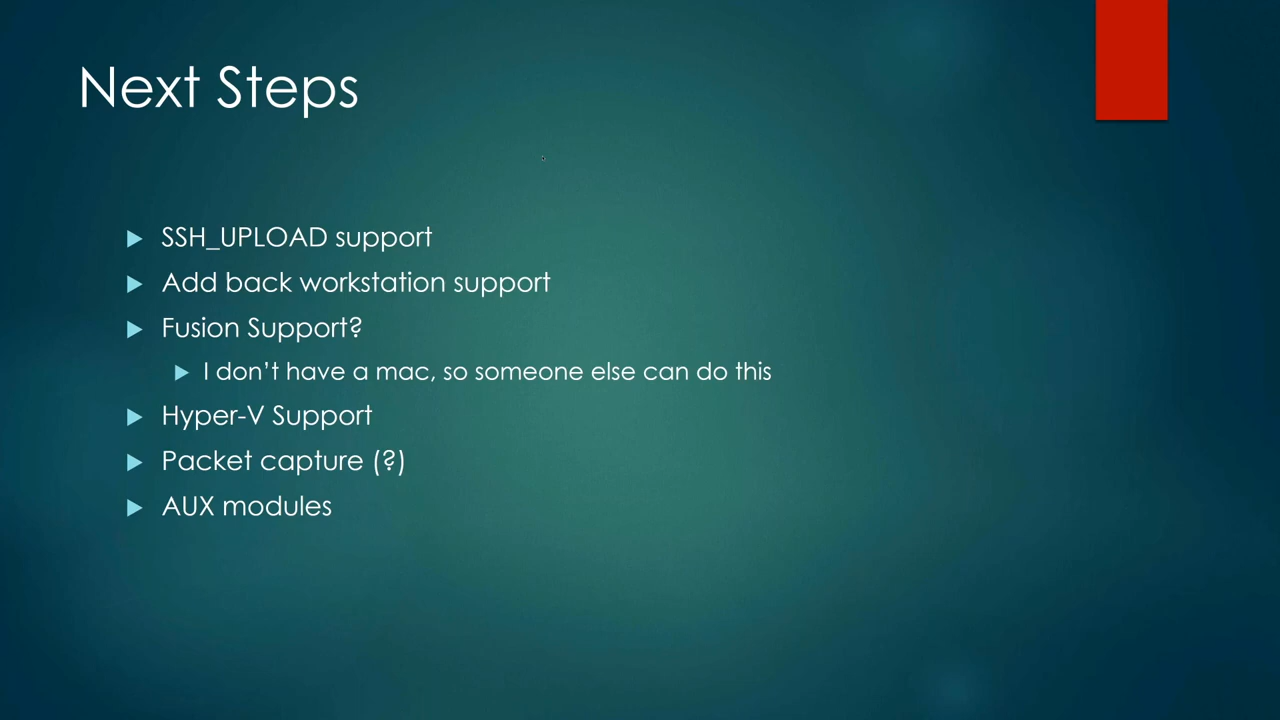 Next Steps
SSH_UPLOAD support
Add back workstation support
Fusion Support?
I don't have a mac, so someone else can do this
Hyper-V Support
Packet capture (?)
AUX modules